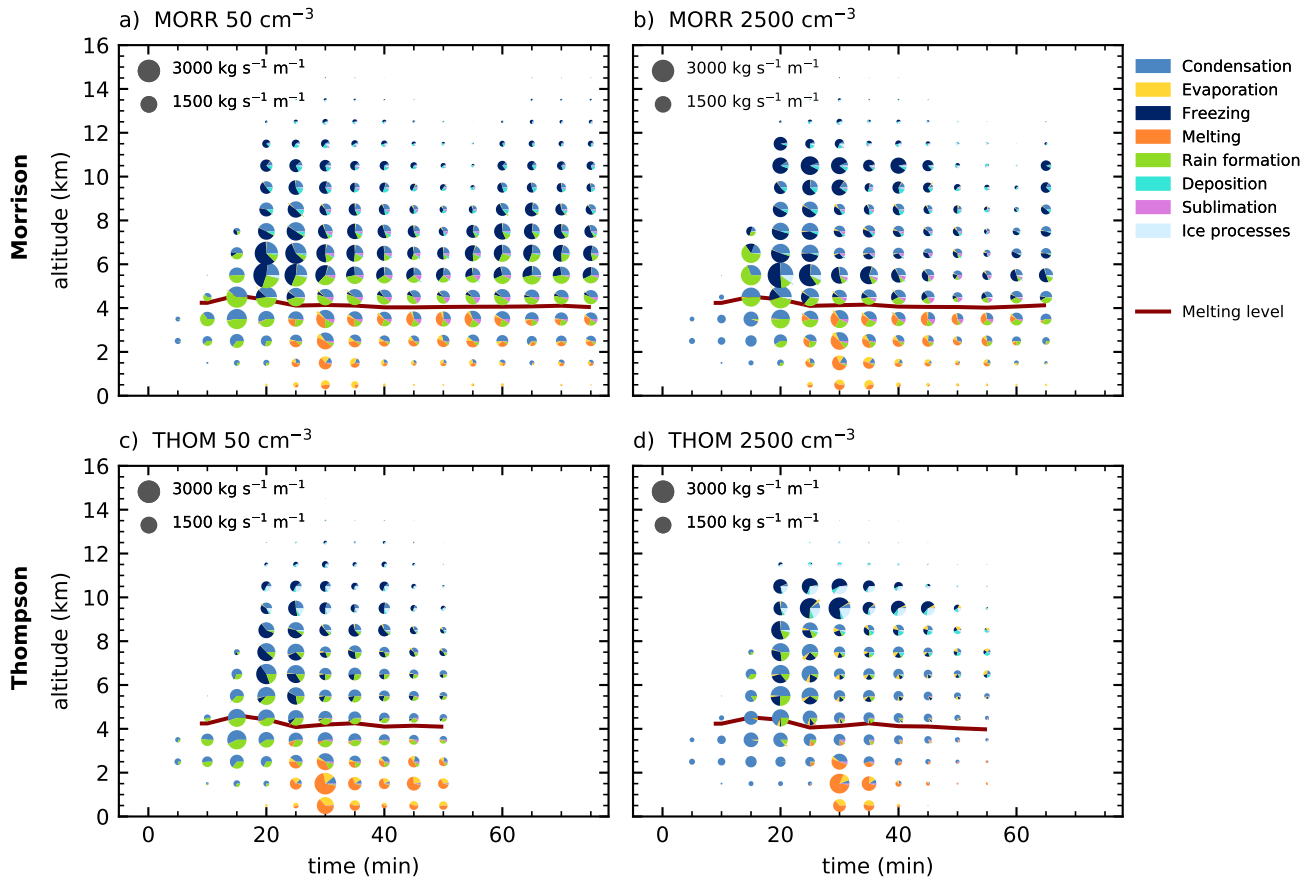 a) MORR 50 cm⁻³
b) MORR 2500 cm⁻³
Morrison
altitude (km)
16
14
12
10
8
6
4
2
0
3000 kg s⁻¹ m⁻¹
1500 kg s⁻¹ m⁻¹
3000 kg s⁻¹ m⁻¹
1500 kg s⁻¹ m⁻¹
Condensation
Evaporation
Freezing
Melting
Rain formation
Deposition
Sublimation
Ice processes
Melting level
c) THOM 50 cm⁻³
d) THOM 2500 cm⁻³
Thompson
altitude (km)
16
14
12
10
8
6
4
2
0
3000 kg s⁻¹ m⁻¹
1500 kg s⁻¹ m⁻¹
3000 kg s⁻¹ m⁻¹
1500 kg s⁻¹ m⁻¹
0 20 40 60
0 20 40 60
time (min)
time (min)